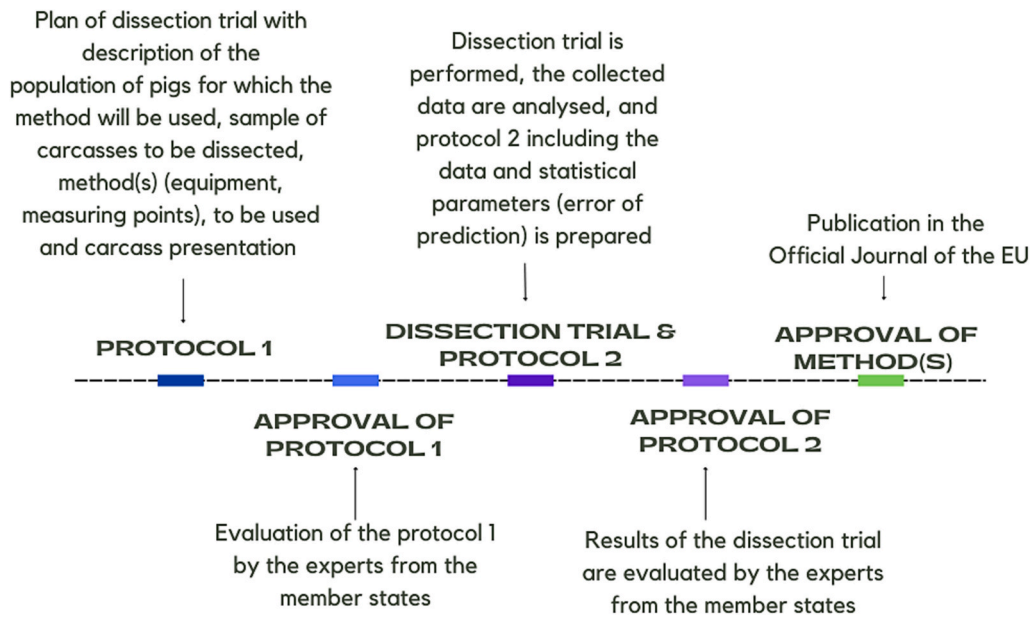 Plan of dissection trial with
description of the
population of pigs for which the
method will be used, sample of
carcasses to be dissected,
method(s) (equipment,
measuring points), to be used
and carcass presentation
PROTOCOL 1
Evaluation of the protocol 1
by the experts from the
member states
APPROVAL OF
PROTOCOL 1
Dissection trial is
performed, the collected
data are analysed, and
protocol 2 including the
data and statistical
parameters (error of
prediction) is prepared
DISSECTION TRIAL &
PROTOCOL 2
APPROVAL OF
PROTOCOL 2
Results of the dissection trial
are evaluated by the experts
from the member states
Publication in the
Official Journal of the EU
APPROVAL OF
METHOD(S)